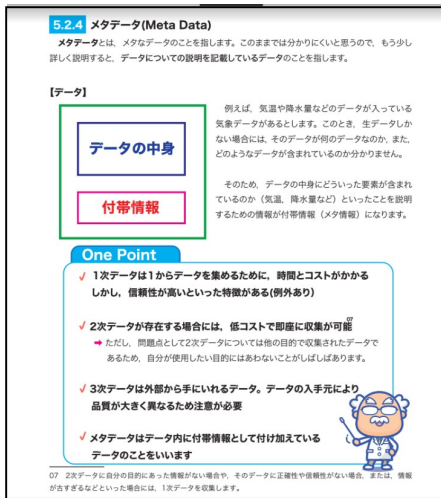 5.2.4 メタデータ(Meta Data)
メタデータとは、メタなデータのことを指します。このままでは分かりにくいと思うので、もう少し
詳しく説明すると、データについての説明を記載しているデータのことを指します。
【データ】
データの中身
付帯情報
例えば、気温や降水量などのデータが入っている
気象データがあるとします。このとき、生データしか
ない場合には、そのデータが何のデータなのか、また、
どのようなデータが含まれているのか分かりません。
そのため、データの中身にどういった要素が含まれ
ているのか（気温、降水量など）といったことを説明
するための情報が付帯情報（メタ情報）になります。
One Point
✓ 1次データは1からデータを集めるために、時間とコストがかかる
しかし、信頼性が高いといった特徴がある(例外あり)
✓ 2次データが存在する場合には、低コストで即座に収集が可能07
➡ ただし、問題点として2次データについては他の目的で収集されたデータで
あるため、自分が使用したい目的にはあわないことがしばしばあります。
✓ 3次データは外部から手にいれるデータ。データの入手元により
品質が大きく異なるため注意が必要
✓ メタデータはデータ内に付帯情報として付け加えている
データのことをいいます
07 2次データに自分の目的にあった情報がない場合や、そのデータに正確性や信頼性がない場合、または、情報
が古すぎるなどといった場合には、1次データを収集します。